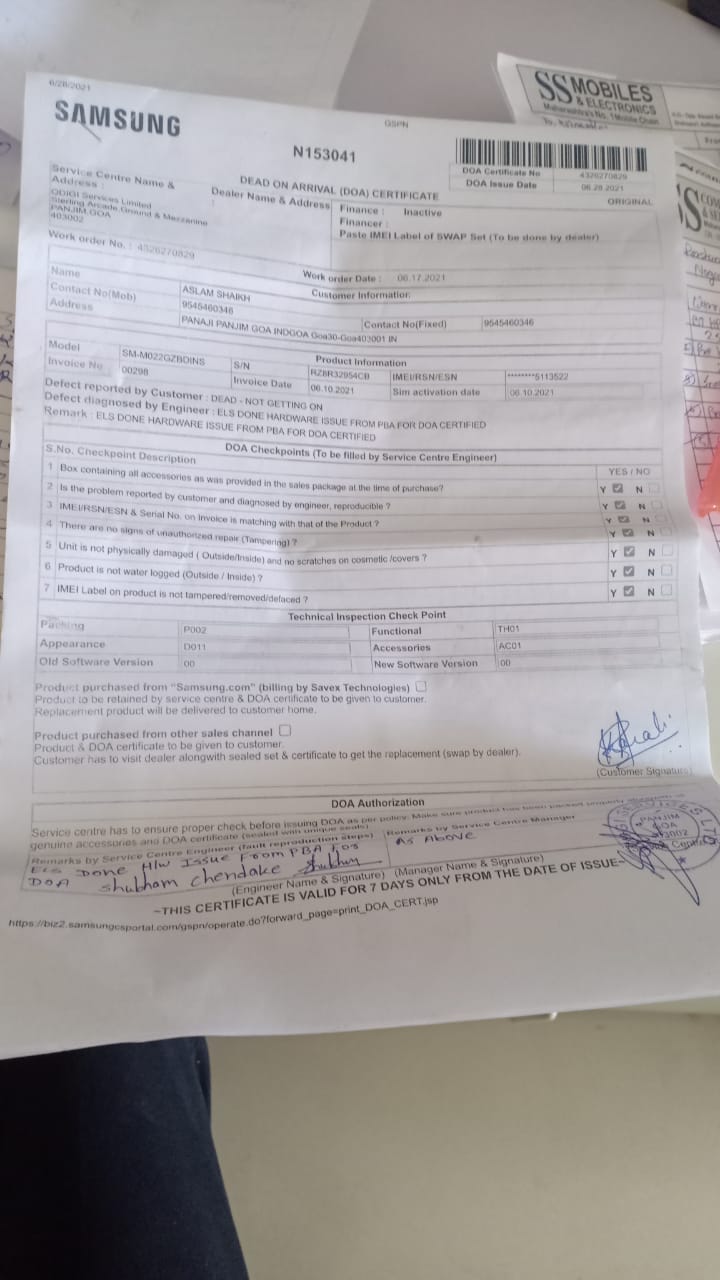 6/28/2021
GSPN
SAMSUNG
N153041
DOA Certificate No 4326270829
DOA Issue Date 06.28.2021
DEAD ON ARRIVAL (DOA) CERTIFICATE
ORIGINAL
Service Centre Name & Address :
QDIGI Services Limited
Sterling Arcade,Ground & Mezzanine
PANJIM,GOA
403002
Dealer Name & Address :
Finance : Inactive
Financer :
Paste IMEI Label of SWAP Set (To be done by dealer)
Work order No. : 4326270829
Work order Date : 06.17.2021
Customer Information
Name ASLAM SHAIKH
Contact No(Mob) 9545460346 Contact No(Fixed) 9545460346
Address PANAJI PANJIM GOA INDGOA Goa30-Goa403001 IN
Product Information
Model SM-M022GZBDINS S/N RZ8R32954CB IMEI/RSN/ESN ********5113522
Invoice No 00298 Invoice Date 06.10.2021 Sim activation date 06.10.2021
Defect reported by Customer : DEAD - NOT GETTING ON
Defect diagnosed by Engineer : ELS DONE HARDWARE ISSUE FROM PBA FOR DOA CERTIFIED
Remark : ELS DONE HARDWARE ISSUE FROM PBA FOR DOA CERTIFIED
DOA Checkpoints (To be filled by Service Centre Engineer)
S.No. Checkpoint Description YES / NO
1 Box containing all accessories as was provided in the sales package at the time of purchase? Y N
2 Is the problem reported by customer and diagnosed by engineer, reproducible ? Y N
3 IMEI/RSN/ESN & Serial No. on Invoice is matching with that of the Product ? Y N
4 There are no signs of unauthorized repair (Tampering) ? Y N
5 Unit is not physically damaged ( Outside/Inside) and no scratches on cosmetic /covers ? Y N
6 Product is not water logged (Outside / Inside) ? Y N
7 IMEI Label on product is not tampered/removed/defaced ? Y N
Technical Inspection Check Point
Packing P002 Functional TH01
Appearance D011 Accessories AC01
Old Software Version 00 New Software Version 00
Product purchased from "Samsung.com" (billing by Savex Technologies)
Product to be retained by service centre & DOA certificate to be given to customer.
Replacement product will be delivered to customer home.
Product purchased from other sales channel
Product & DOA certificate to be given to customer.
Customer has to visit dealer alongwith sealed set & certificate to get the replacement (swap by dealer).
(Customer Signature)
DOA Authorization
Service centre has to ensure proper check before issuing DOA as per policy. Make sure product has been packed properly
genuine accessories and DOA certificate (sealed with unique seals)
Remarks by Service Centre Engineer (fault reproduction steps)
Remarks by Service Centre Manager
ELS Done H/W Issue From PBA For
DOA Shubham Chendake
As Above
(Engineer Name & Signature) (Manager Name & Signature)
~THIS CERTIFICATE IS VALID FOR 7 DAYS ONLY FROM THE DATE OF ISSUE~
https://biz2.samsungcsportal.com/gspn/operate.do?forward_page=print_DOA_CERT.jsp
PANJIM
GOA
SS MOBILES
& ELECTRONICS
Maharashtra's No. 1 Mobile Chain